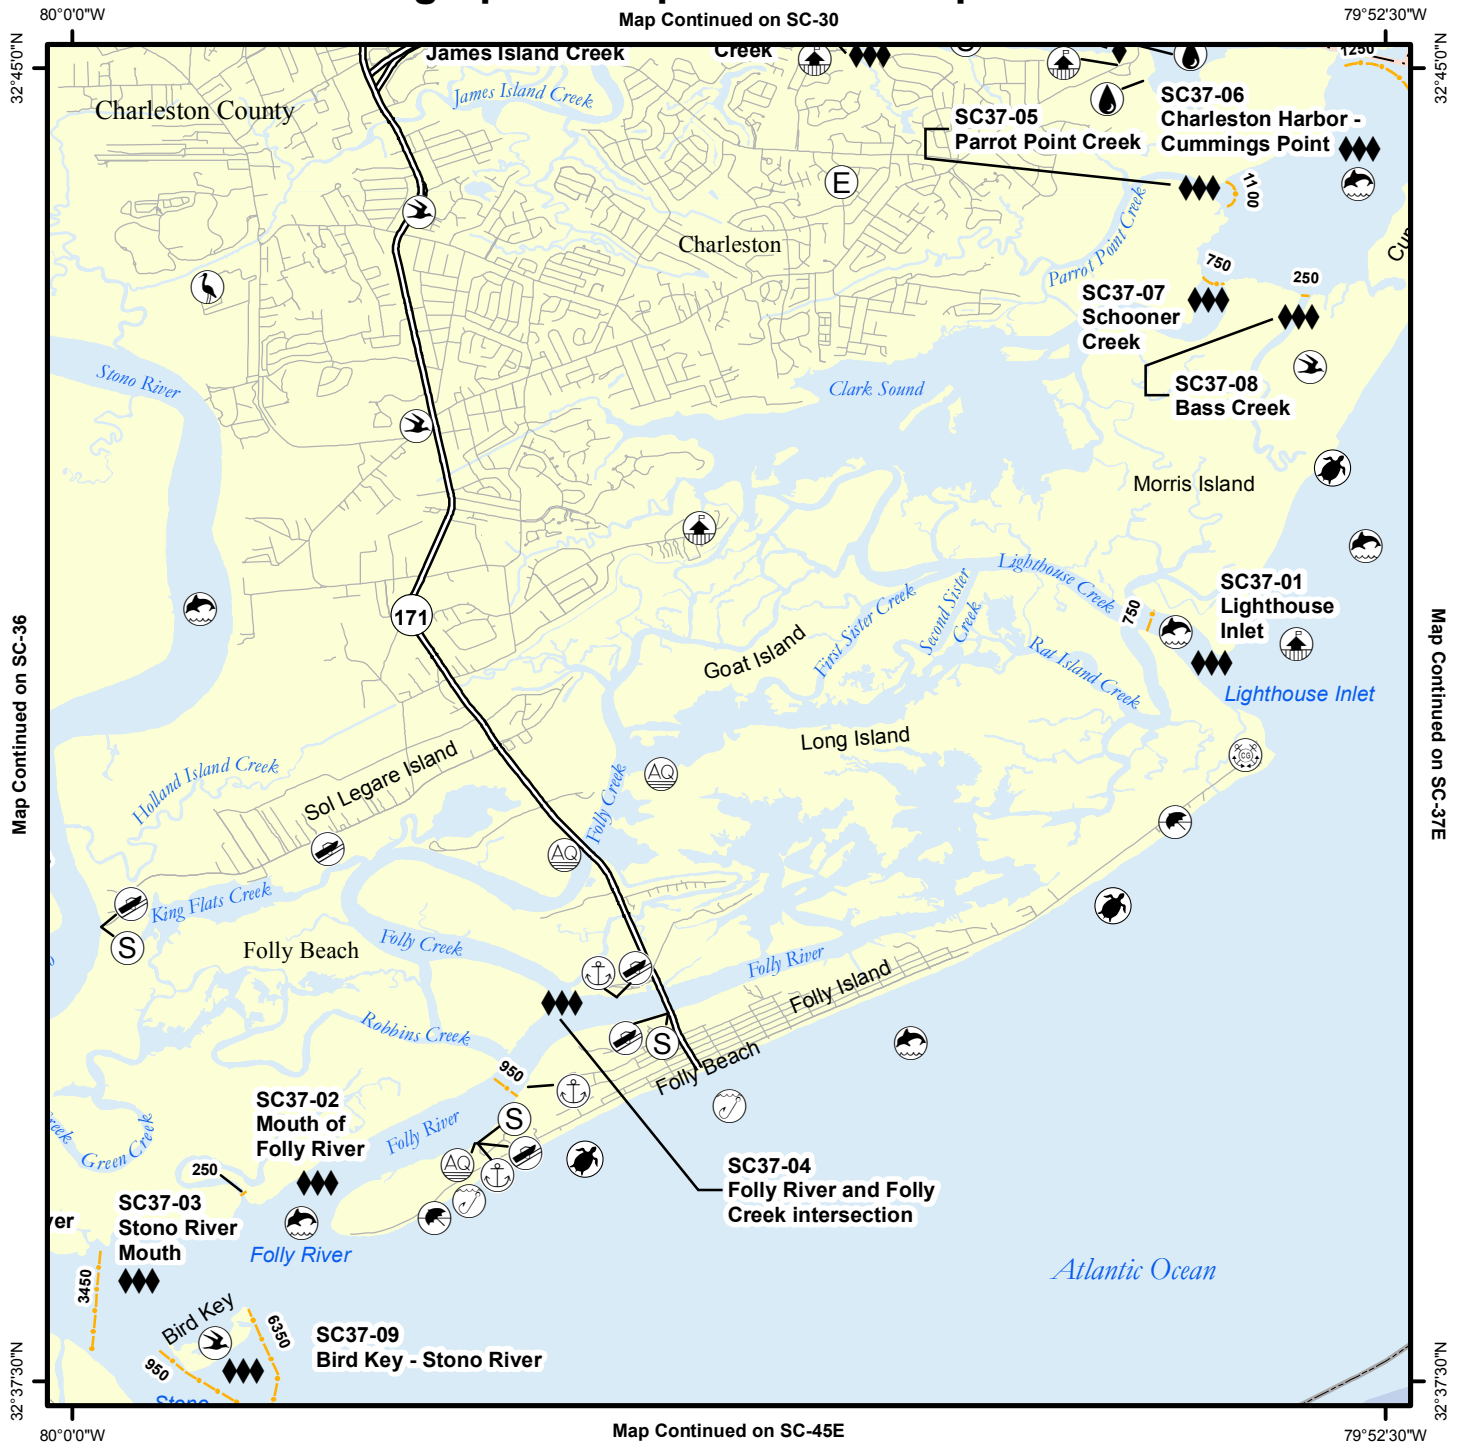 80°0'0"W
Map Continued on SC-30
79°52'30"W
32°45'0"N
32°45'0"N
James Island Creek
Creek
1250
Charleston County
James Island Creek
SC37-05
Parrot Point Creek
SC37-06
Charleston Harbor -
Cummings Point
E
1100
Charleston
Parrot Point Creek
750
250
SC37-07
Schooner
Creek
Stono River
Clark Sound
SC37-08
Bass Creek
Morris Island
Lighthouse Creek
SC37-01
Lighthouse
Inlet
171
750
First Sister Creek
Second Sister
Creek
Goat Island
Rat Island Creek
Lighthouse Inlet
Map Continued on SC-36
Map Continued on SC-37E
Long Island
CG
Holland Island Creek
Sol Legare Island
AQ
Folly Creek
AQ
King Flats Creek
S
Folly Beach
Folly Creek
Folly River
Folly Island
Robbins Creek
S
Folly Beach
950
SC37-02
Mouth of
Folly River
S
Folly River
Green Creek
AQ
250
SC37-04
Folly River and Folly
Creek intersection
SC37-03
Stono River
Mouth
Folly River
Atlantic Ocean
3450
Bird Key
6350
950
SC37-09
Bird Key - Stono River
32°37'30"N
32°37'30"N
80°0'0"W
Map Continued on SC-45E
79°52'30"W